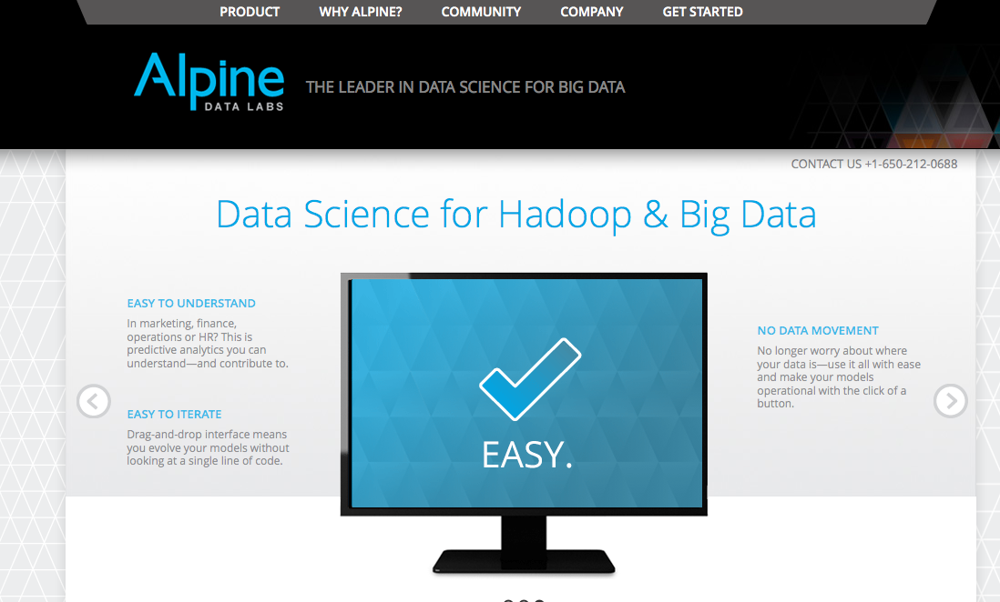 PRODUCT WHY ALPINE? COMMUNITY COMPANY GET STARTED
Alpine
DATA LABS
THE LEADER IN DATA SCIENCE FOR BIG DATA
CONTACT US +1-650-212-0688
Data Science for Hadoop & Big Data
EASY TO UNDERSTAND
In marketing, finance,
operations or HR? This is
predictive analytics you can
understand—and contribute to.
EASY TO ITERATE
Drag-and-drop interface means
you evolve your models without
looking at a single line of code.
EASY.
NO DATA MOVEMENT
No longer worry about where
your data is—use it all with ease
and make your models
operational with the click of a
button.